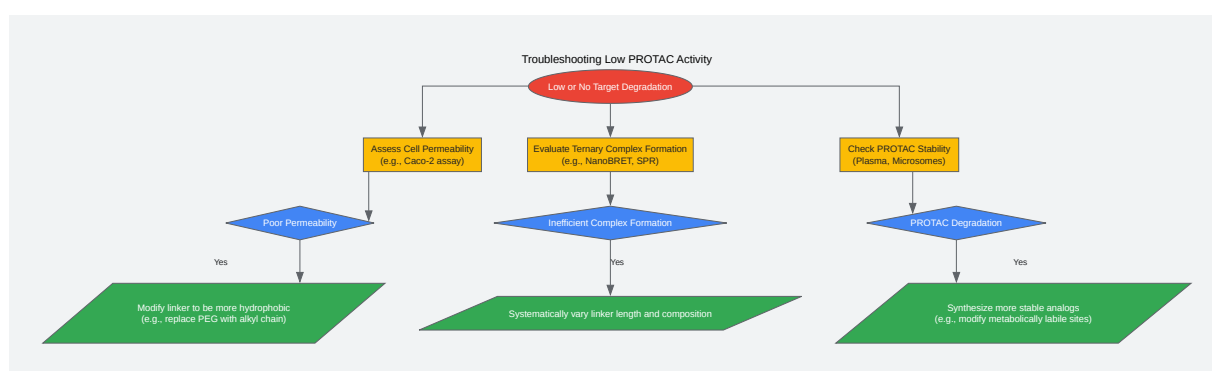 Troubleshooting Low PROTAC Activity
Low or No Target Degradation
Assess Cell Permeability
(e.g., Caco-2 assay)
Evaluate Ternary Complex Formation
(e.g., NanoBRET, SPR)
Check PROTAC Stability
(Plasma, Microsomes)
Poor Permeability
Inefficient Complex Formation
PROTAC Degradation
Yes
Yes
Yes
Modify linker to be more hydrophobic
(e.g., replace PEG with alkyl chain)
Systematically vary linker length and composition
Synthesize more stable analogs
(e.g., modify metabolically labile sites)